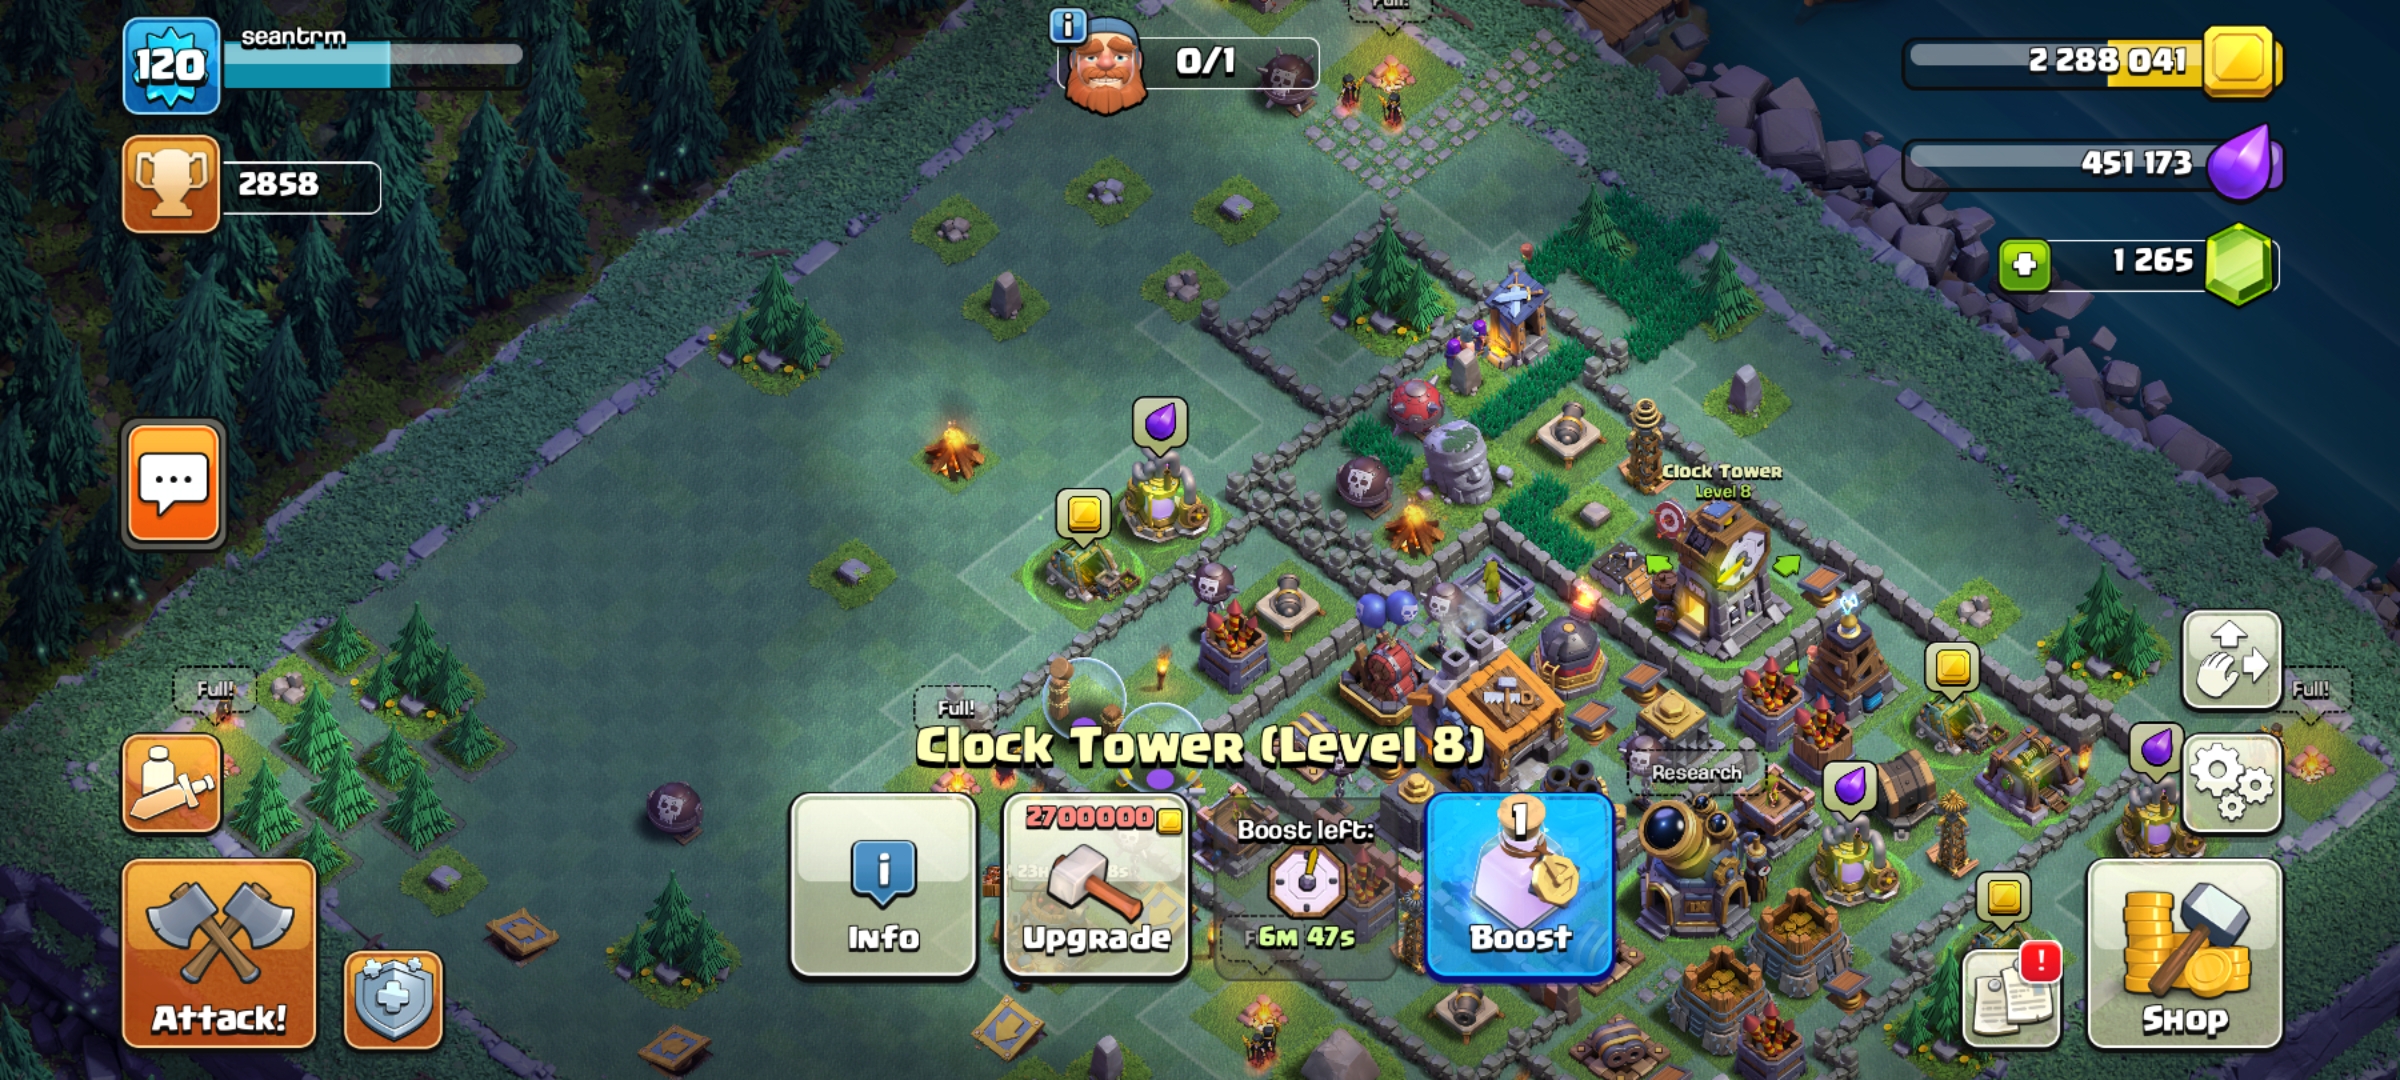 Full!
120
seantrm
0/1
2 288 041
2858
451 173
1 265
Clock Tower
Level 8
Full!
Full!
Full!
Clock Tower (Level 8)
Research
2700000
1
Boost left:
Info
Upgrade
6M 47s
Boost
Attack!
!
Shop